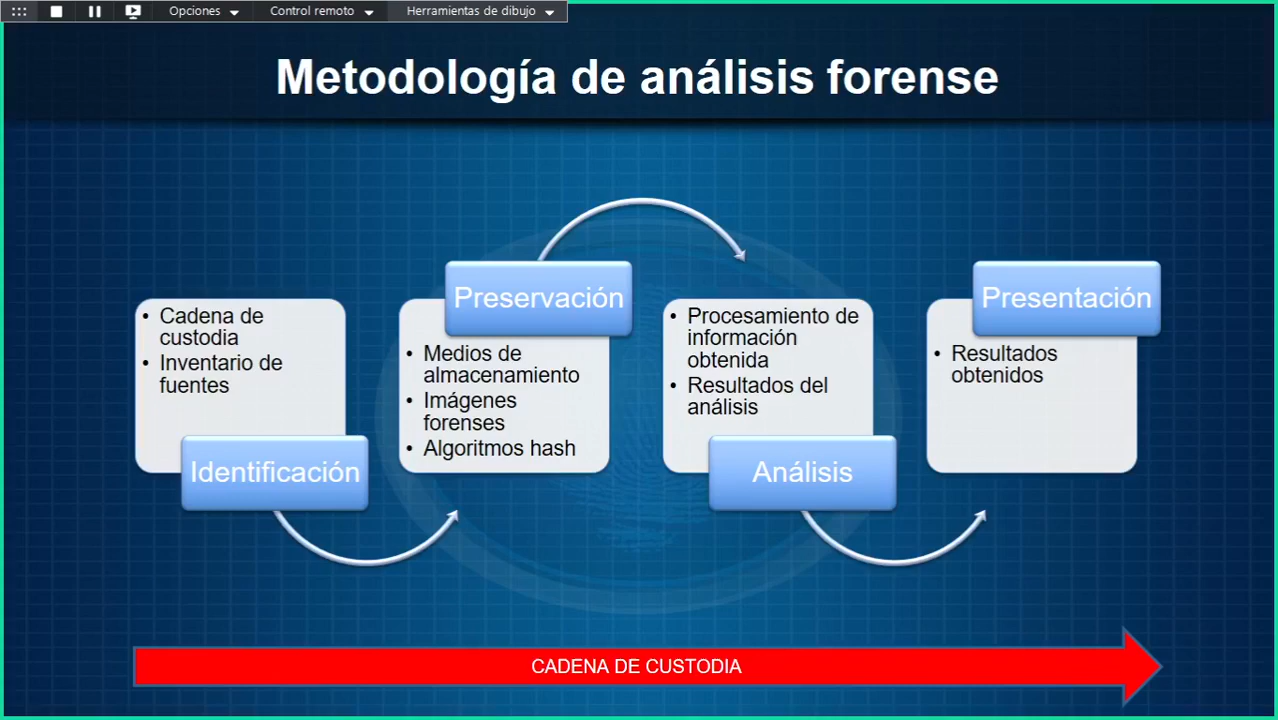 Opciones
Control remoto
Herramientas de dibujo
Metodología de análisis forense
• Cadena de
custodia
• Inventario de
fuentes
Identificación
Preservación
• Medios de
almacenamiento
• Imágenes
forenses
• Algoritmos hash
• Procesamiento de
información
obtenida
• Resultados del
análisis
Análisis
Presentación
• Resultados
obtenidos
CADENA DE CUSTODIA